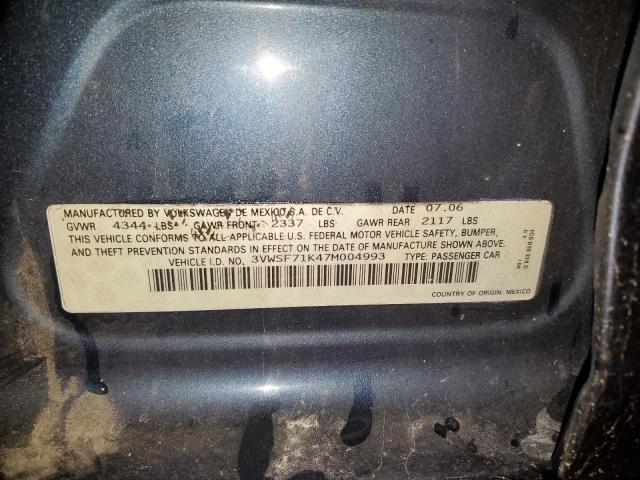 MANUFACTURED BY VOLKSWAGEN DE MEXICO S.A. DE C.V. DATE 07.06
GVWR 4344 LBS GAWR FRONT 2337 LBS GAWR REAR 2117 LBS
THIS VEHICLE CONFORMS TO ALL APPLICABLE U.S. FEDERAL MOTOR VEHICLE SAFETY, BUMPER,
AND THEFT PREVENTION STANDARDS IN EFFECT ON THE DATE OF MANUFACTURE SHOWN ABOVE.
VEHICLE I.D. NO. 3VWSF71K47M004993 TYPE: PASSENGER CAR
COUNTRY OF ORIGIN: MEXICO